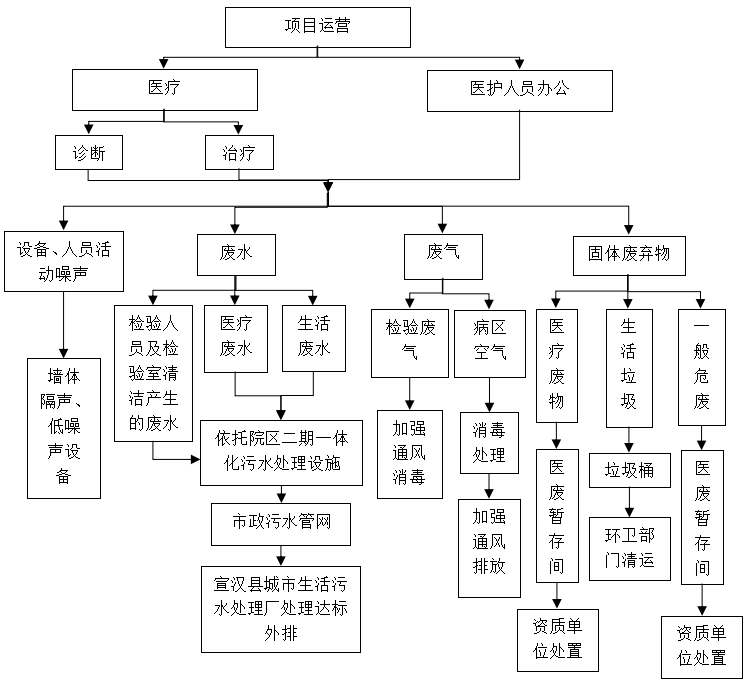 项目运营
医疗
医护人员办公
诊断
治疗
设备、人员活
动噪声
废水
废气
固体废弃物
墙体
隔声、
低噪
声设
备
检验人
员及检
验室清
洁产生
的废水
医疗
废水
生活
废水
依托院区二期一体
化污水处理设施
市政污水管网
宣汉县城市生活污
水处理厂处理达标
外排
检验废
气
加强
通风
消毒
病区
空气
消毒
处理
加强
通风
排放
医疗废物
医废暂存间
资质单
位处置
生活垃圾
垃圾桶
环卫部
门清运
一般危废
医废暂存间
资质单
位处置